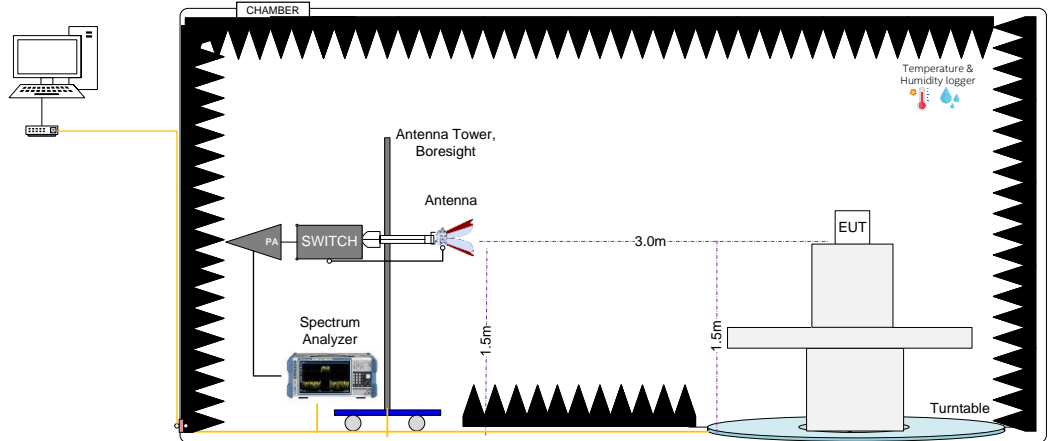 CHAMBER
Temperature &
Humidity logger
Antenna Tower,
Boresight
Antenna
PA
SWITCH
3.0m
EUT
1.5m
1.5m
Spectrum
Analyzer
Turntable